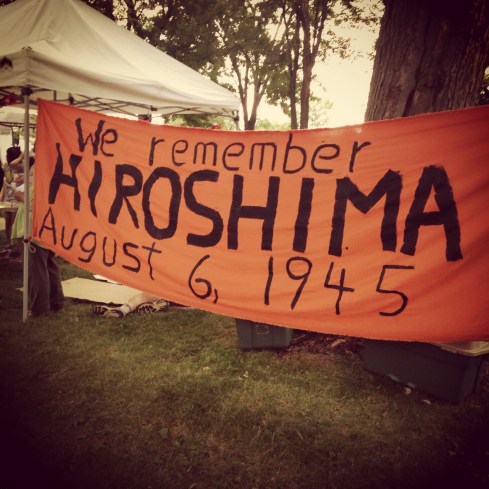 We remember
HIROSHIMA
August 6, 1945